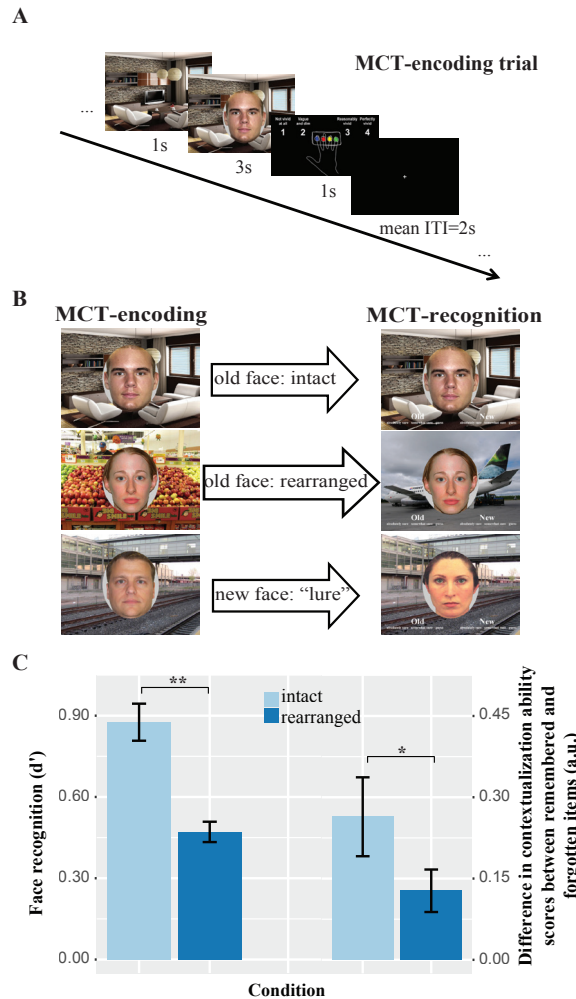 A
MCT-encoding trial
...
1s
3s
Not vivid at all
1
Vague and dim
2
Reasonably vivid
3
Perfectly vivid
4
1s
mean ITI=2s
...
B
MCT-encoding
MCT-recognition
old face: intact
Old New
old face: rearranged
Old New
new face: “lure”
Old New
C
**
intact
rearranged
*
0.90
0.60
0.30
0.00
Face recognition (d')
0.45
0.30
0.15
0.00
Difference in contextualization ability
scores between remembered and
forgotten items (a.u.)
Condition